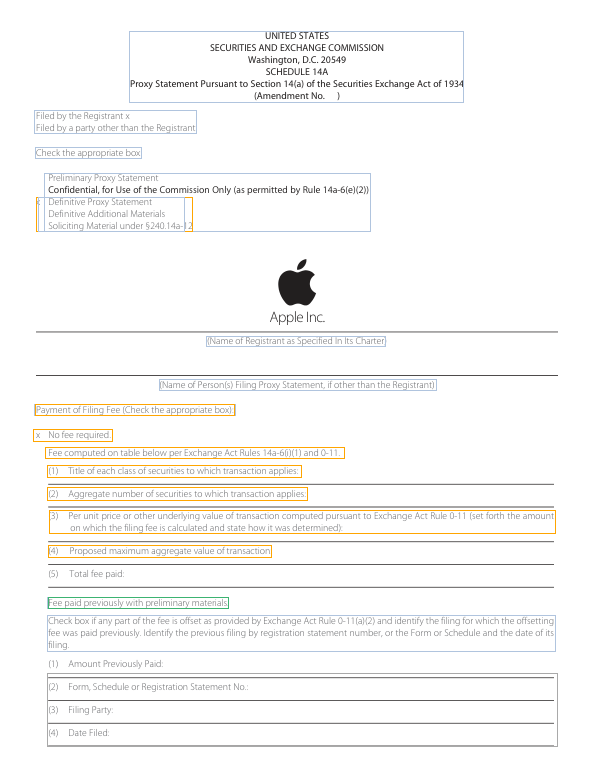 UNITED STATES
SECURITIES AND EXCHANGE COMMISSION
Washington, D.C. 20549
SCHEDULE 14A
Proxy Statement Pursuant to Section 14(a) of the Securities Exchange Act of 1934
(Amendment No. )
Filed by the Registrant x
Filed by a party other than the Registrant
Check the appropriate box
Preliminary Proxy Statement
Confidential, for Use of the Commission Only (as permitted by Rule 14a-6(e)(2))
x Definitive Proxy Statement
Definitive Additional Materials
Soliciting Material under §240.14a-12
Apple Inc.
(Name of Registrant as Specified In Its Charter)
(Name of Person(s) Filing Proxy Statement, if other than the Registrant)
Payment of Filing Fee (Check the appropriate box):
x No fee required.
Fee computed on table below per Exchange Act Rules 14a-6(i)(1) and 0-11.
(1) Title of each class of securities to which transaction applies:
(2) Aggregate number of securities to which transaction applies:
(3) Per unit price or other underlying value of transaction computed pursuant to Exchange Act Rule 0-11 (set forth the amount
on which the filing fee is calculated and state how it was determined):
(4) Proposed maximum aggregate value of transaction
(5) Total fee paid:
Fee paid previously with preliminary materials
Check box if any part of the fee is offset as provided by Exchange Act Rule 0-11(a)(2) and identify the filing for which the offsetting
fee was paid previously. Identify the previous filing by registration statement number, or the Form or Schedule and the date of its
filing.
(1) Amount Previously Paid:
(2) Form, Schedule or Registration Statement No.:
(3) Filing Party:
(4) Date Filed: